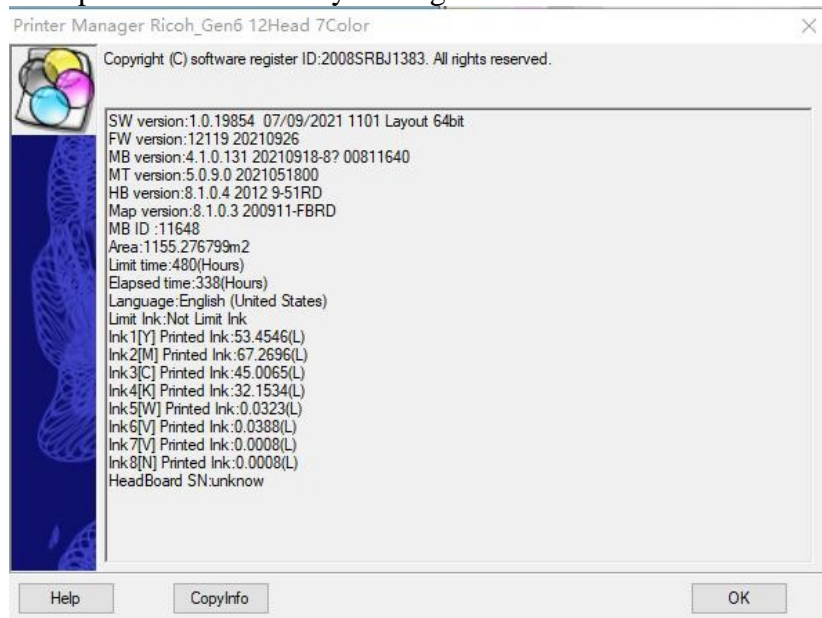 Printer Manager Ricoh_Gen6 12Head 7Color
Copyright (C) software register ID:2008SRBJ1383. All rights reserved.
SW version:1.0.19854 07/09/2021 1101 Layout 64bit
FW version:12119 20210926
MB version:4.1.0.131 20210918-8? 00811640
MT version:5.0.9.0 2021051800
HB version:8.1.0.4 2012 9-51RD
Map version:8.1.0.3 200911-FBRD
MB ID :11648
Area:1155.276799m2
Limit time:480(Hours)
Elapsed time:338(Hours)
Language:English (United States)
Limit Ink:Not Limit Ink
Ink1[Y] Printed Ink:53.4546(L)
Ink2[M] Printed Ink:67.2696(L)
Ink3[C] Printed Ink:45.0065(L)
Ink4[K] Printed Ink:32.1534(L)
Ink5[W] Printed Ink:0.0323(L)
Ink6[V] Printed Ink:0.0388(L)
Ink7[V] Printed Ink:0.0008(L)
Ink8[N] Printed Ink:0.0008(L)
HeadBoard SN:unknow
Help CopyInfo OK